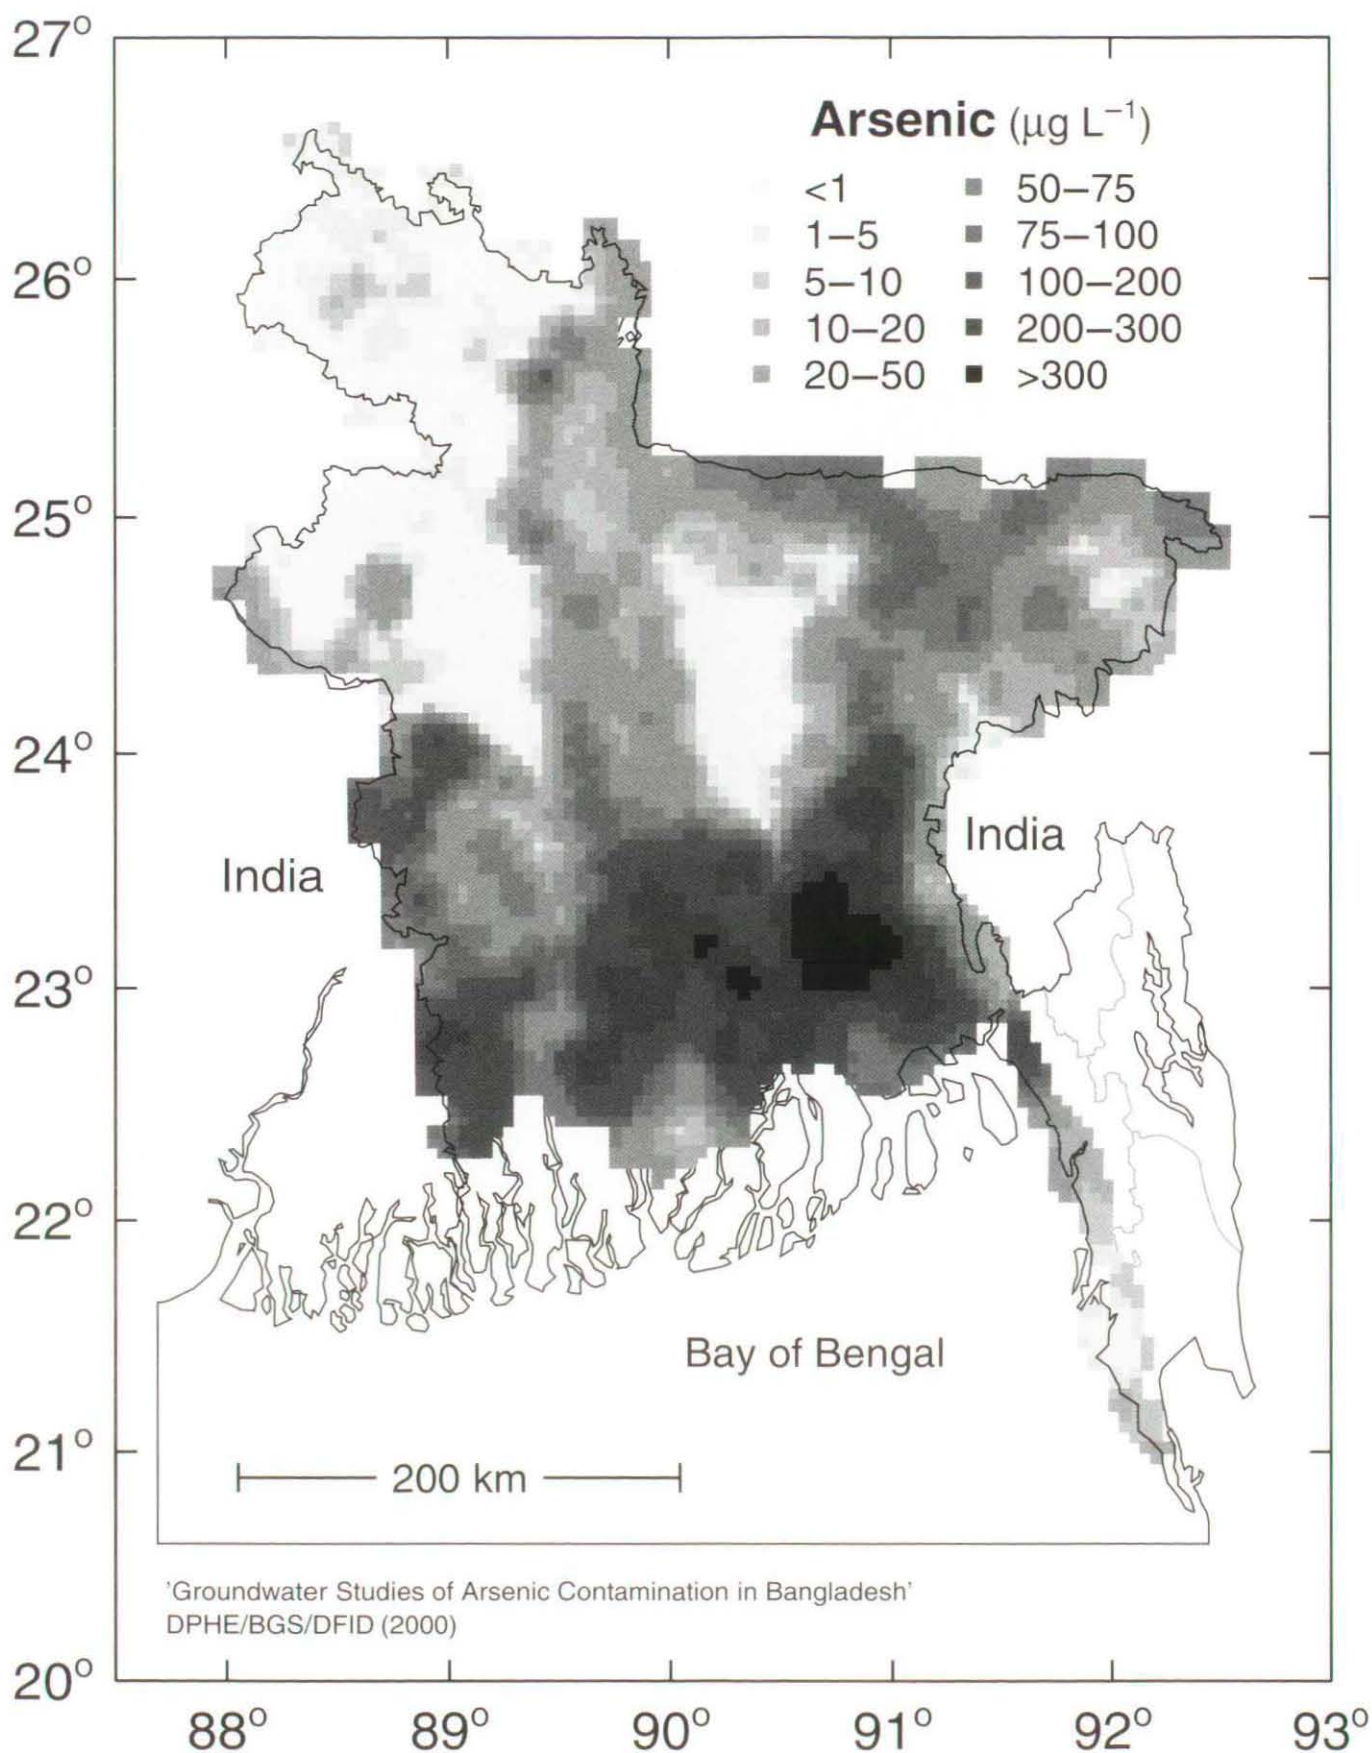 27°
26°
25°
24°
23°
22°
21°
20°
Arsenic (μg L⁻¹)
<1
1–5
5–10
10–20
20–50
50–75
75–100
100–200
200–300
>300
India
India
Bay of Bengal
200 km
'Groundwater Studies of Arsenic Contamination in Bangladesh'
DPHE/BGS/DFID (2000)
88° 89° 90° 91° 92° 93°